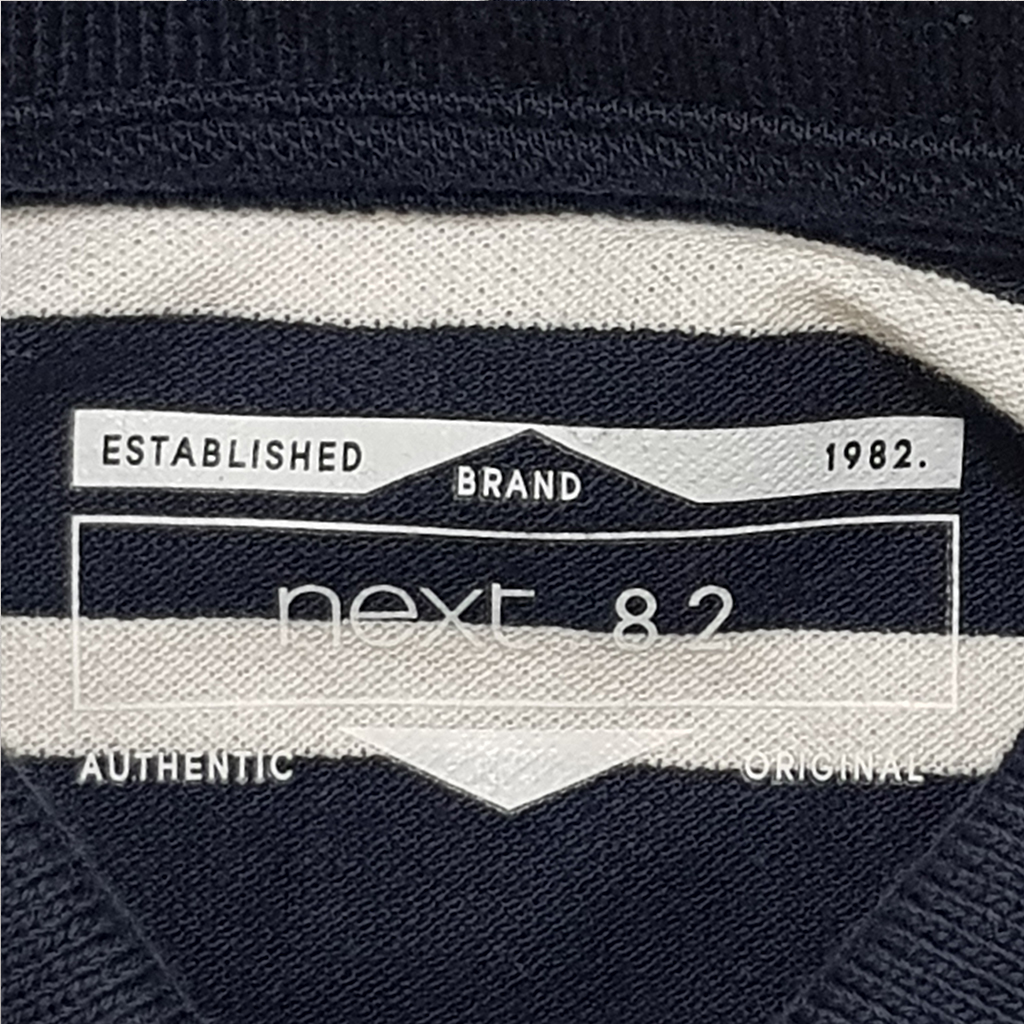 ESTABLISHED BRAND 1982.
next 82
AUTHENTIC ORIGINAL